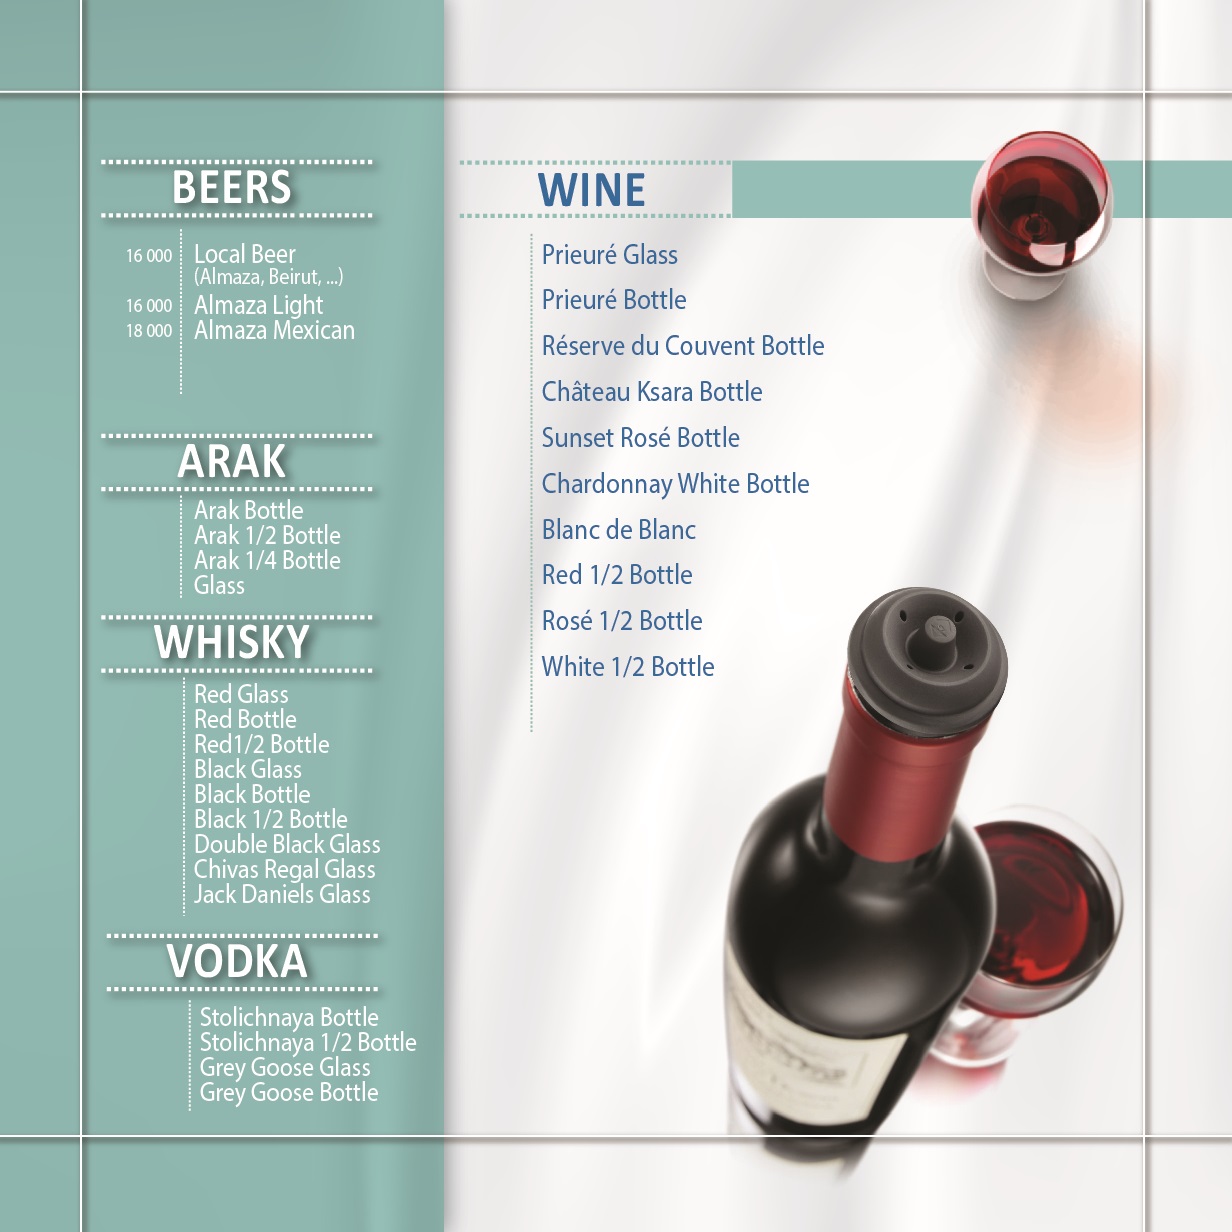 BEERS
16 000 Local Beer
(Almaza, Beirut, ...)
16 000 Almaza Light
18 000 Almaza Mexican
ARAK
Arak Bottle
Arak 1/2 Bottle
Arak 1/4 Bottle
Glass
WHISKY
Red Glass
Red Bottle
Red1/2 Bottle
Black Glass
Black Bottle
Black 1/2 Bottle
Double Black Glass
Chivas Regal Glass
Jack Daniels Glass
VODKA
Stolichnaya Bottle
Stolichnaya 1/2 Bottle
Grey Goose Glass
Grey Goose Bottle
WINE
Prieuré Glass
Prieuré Bottle
Réserve du Couvent Bottle
Château Ksara Bottle
Sunset Rosé Bottle
Chardonnay White Bottle
Blanc de Blanc
Red 1/2 Bottle
Rosé 1/2 Bottle
White 1/2 Bottle